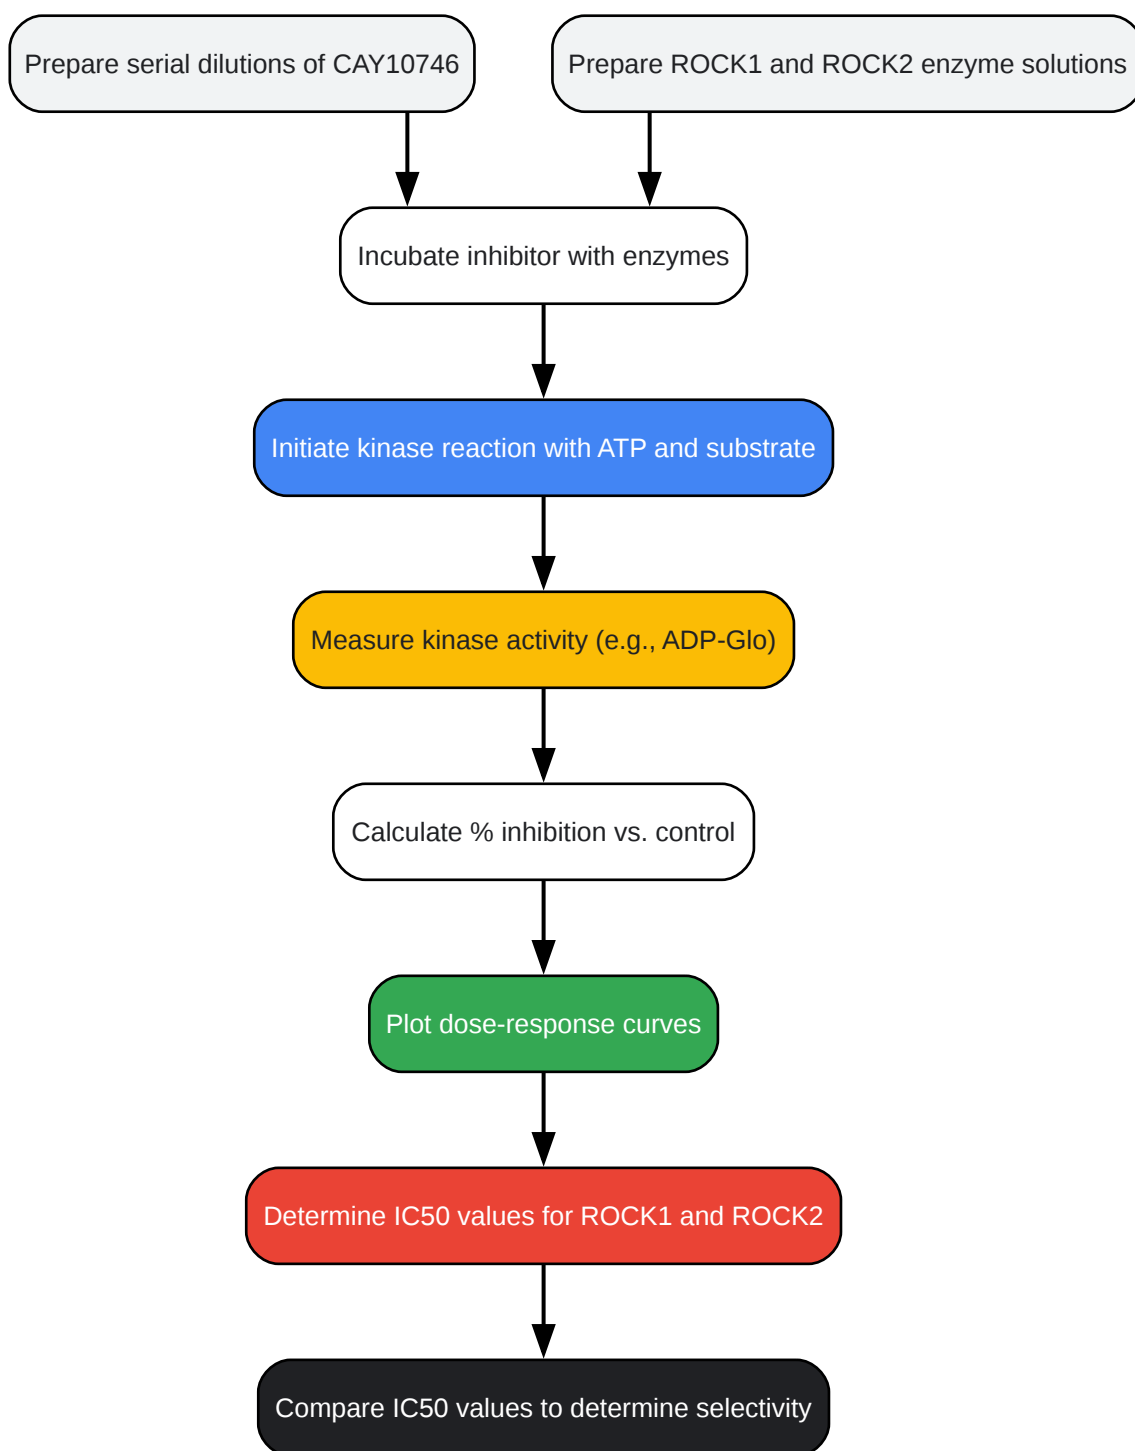 Prepare serial dilutions of CAY10746
Prepare ROCK1 and ROCK2 enzyme solutions
Incubate inhibitor with enzymes
Initiate kinase reaction with ATP and substrate
Measure kinase activity (e.g., ADP-Glo)
Calculate % inhibition vs. control
Plot dose-response curves
Determine IC50 values for ROCK1 and ROCK2
Compare IC50 values to determine selectivity